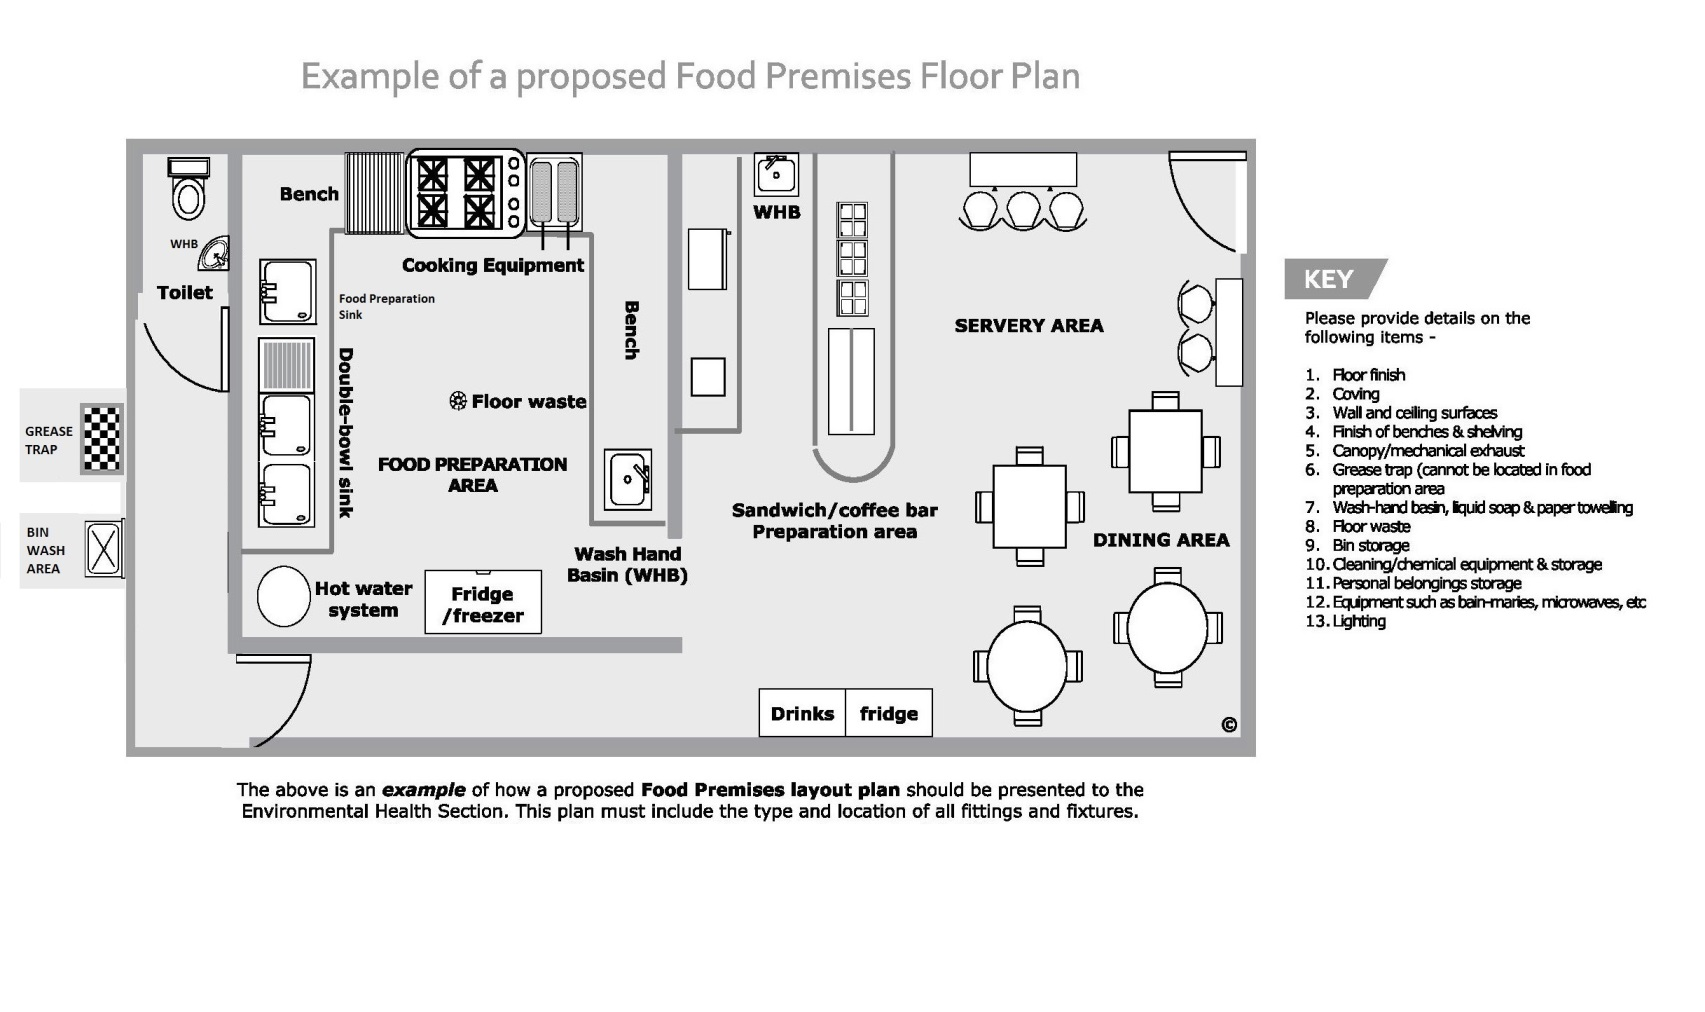 Example of a proposed Food Premises Floor Plan
Bench
WHB
Toilet
Cooking Equipment
Food Preparation
Sink
Double-bowl sink
Bench
Floor waste
FOOD PREPARATION
AREA
GREASE
TRAP
BIN
WASH
AREA
Hot water
system
Fridge
/freezer
Wash Hand
Basin (WHB)
WHB
Sandwich/coffee bar
Preparation area
SERVERY AREA
DINING AREA
Drinks fridge
©
KEY
Please provide details on the
following items -
1. Floor finish
2. Coving
3. Wall and ceiling surfaces
4. Finish of benches & shelving
5. Canopy/mechanical exhaust
6. Grease trap (cannot be located in food
preparation area
7. Wash-hand basin, liquid soap & paper towelling
8. Floor waste
9. Bin storage
10. Cleaning/chemical equipment & storage
11. Personal belongings storage
12. Equipment such as bain-maries, microwaves, etc
13. Lighting
The above is an example of how a proposed Food Premises layout plan should be presented to the
Environmental Health Section. This plan must include the type and location of all fittings and fixtures.